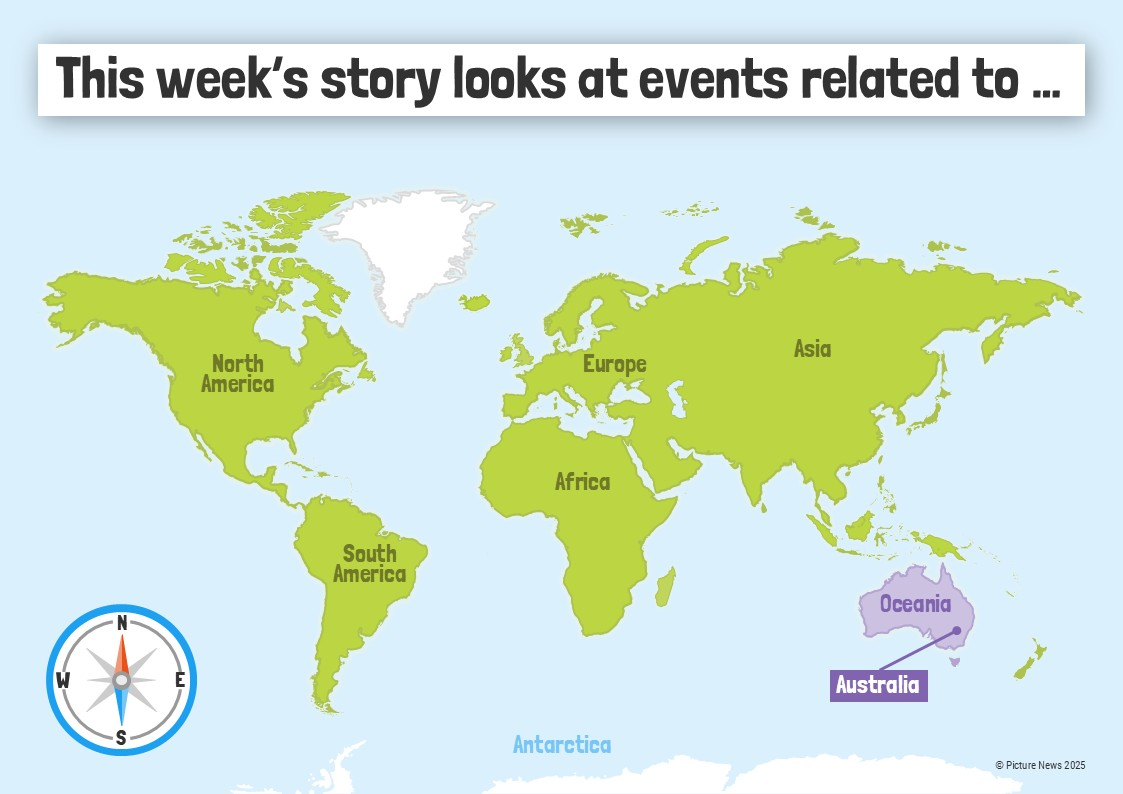 This week's story looks at events related to ...
North
America
Europe
Asia
Africa
South
America
Oceania
Australia
N
W
E
S
Antarctica
© Picture News 2025